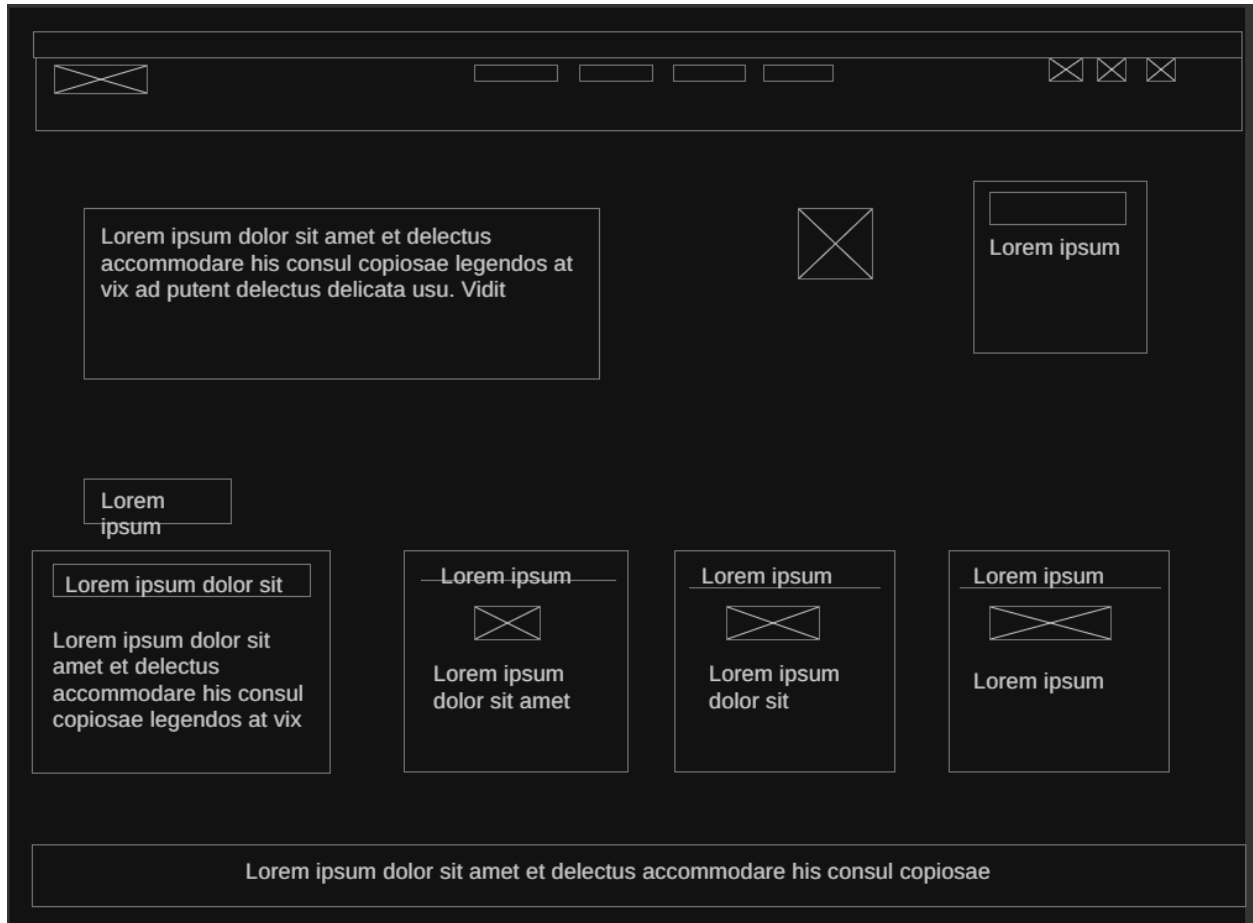 Lorem ipsum dolor sit amet et delectus
accommodare his consul copiosae legendos at
vix ad putent delectus delicata usu. Vidit
Lorem ipsum
Lorem
ipsum
Lorem ipsum dolor sit
Lorem ipsum dolor sit
amet et delectus
accommodare his consul
copiosae legendos at vix
Lorem ipsum
Lorem ipsum
dolor sit amet
Lorem ipsum
Lorem ipsum
dolor sit
Lorem ipsum
Lorem ipsum
Lorem ipsum dolor sit amet et delectus accommodare his consul copiosae